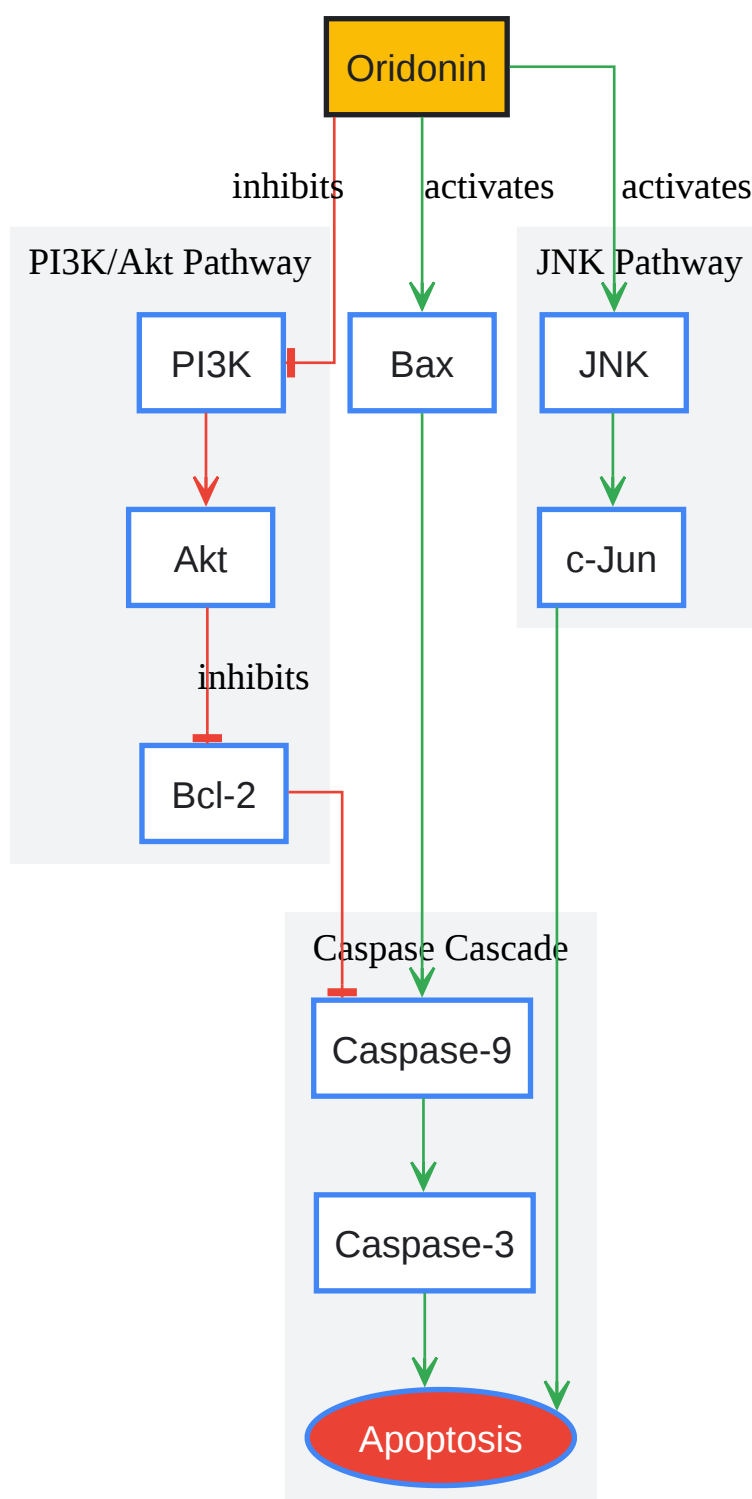 Oridonin
inhibits
activates
activates
PI3K/Akt Pathway
JNK Pathway
PI3K
Bax
JNK
Akt
c-Jun
inhibits
Bcl-2
Caspase Cascade
Caspase-9
Caspase-3
Apoptosis